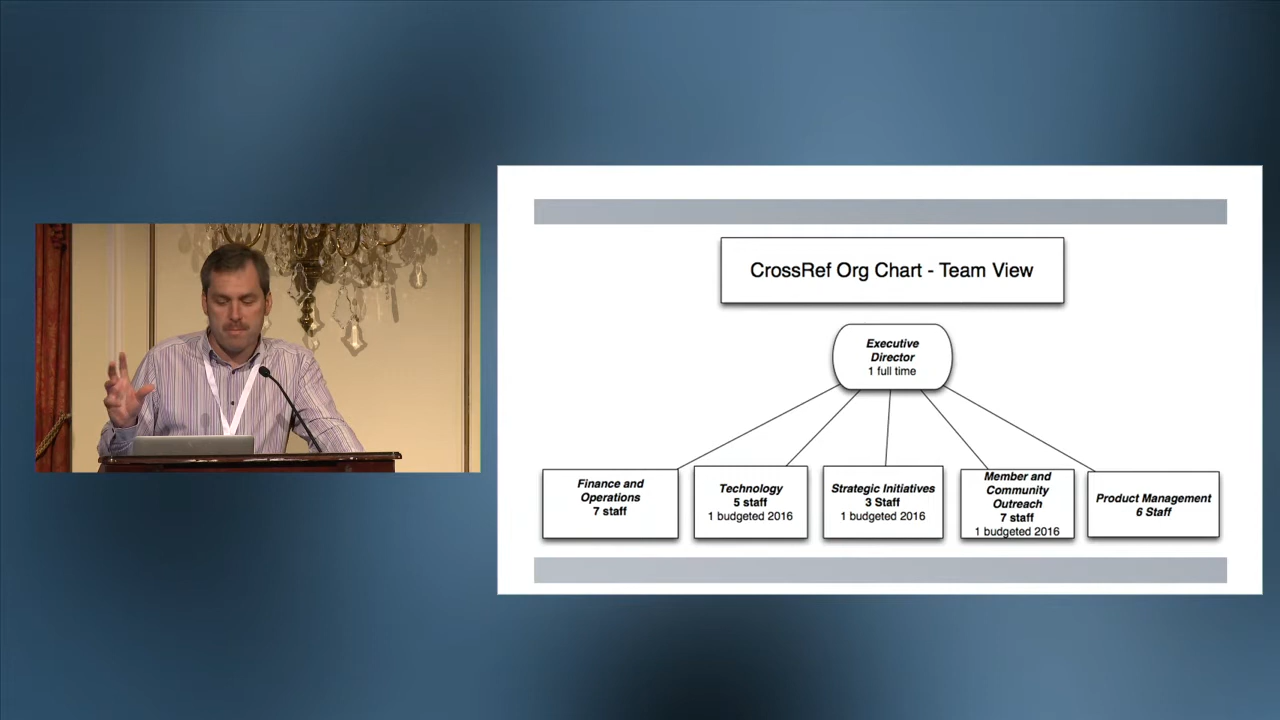 CrossRef Org Chart - Team View
Executive
Director
1 full time
Finance and
Operations
7 staff
Technology
5 staff
1 budgeted 2016
Strategic Initiatives
3 Staff
1 budgeted 2016
Member and
Community
Outreach
7 staff
1 budgeted 2016
Product Management
6 Staff